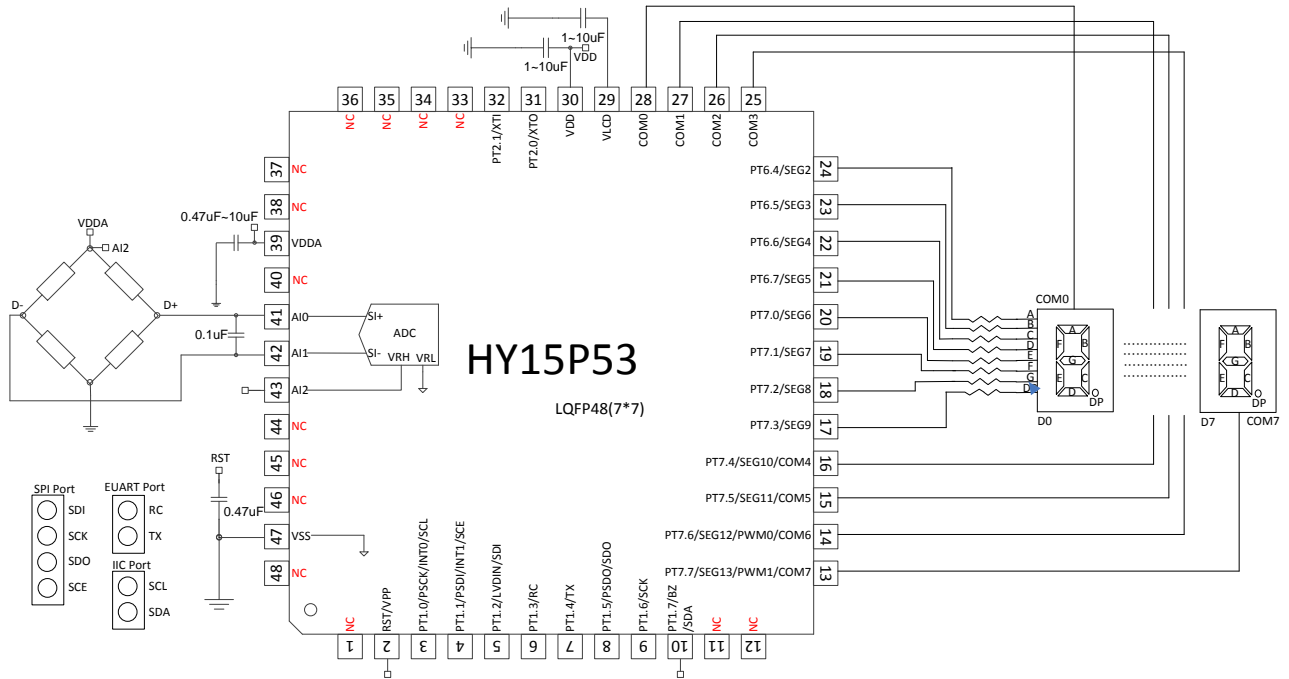 1~10uF
VDD
1~10uF
36
35
34
33
32
31
30
29
28
27
26
25
NC
NC
NC
NC
PT2.1/XTI
PT2.0/XTO
VDD
VLCD
COM0
COM1
COM2
COM3
37
NC
38
NC
39
VDDA
40
NC
41
AI0
42
AI1
43
AI2
44
NC
45
NC
46
NC
47
VSS
48
NC
SI+
ADC
SI-
VRH
VRL
HY15P53
LQFP48(7*7)
PT6.4/SEG2
24
PT6.5/SEG3
23
PT6.6/SEG4
22
PT6.7/SEG5
21
PT7.0/SEG6
20
PT7.1/SEG7
19
PT7.2/SEG8
18
PT7.3/SEG9
17
PT7.4/SEG10/COM4
16
PT7.5/SEG11/COM5
15
PT7.6/SEG12/PWM0/COM6
14
PT7.7/SEG13/PWM1/COM7
13
NC
RST/VPP
PT1.0/PSCK/INT0/SCL
PT1.1/PSDI/INT1/SCE
PT1.2/LVDIN/SDI
PT1.3/RC
PT1.4/TX
PT1.5/PSDO/SDO
PT1.6/SCK
PT1.7/BZ
/SDA
NC
NC
1
2
3
4
5
6
7
8
9
10
11
12
VDDA
AI2
D-
D+
0.47uF~10uF
0.1uF
RST
0.47uF
SPI Port
SDI
SCK
SDO
SCE
EUART Port
RC
TX
IIC Port
SCL
SDA
COM0
A
B
C
D
E
F
G
D
A
F
B
G
E
C
D
DP
D0
A
F
B
G
E
C
D
DP
D7
COM7